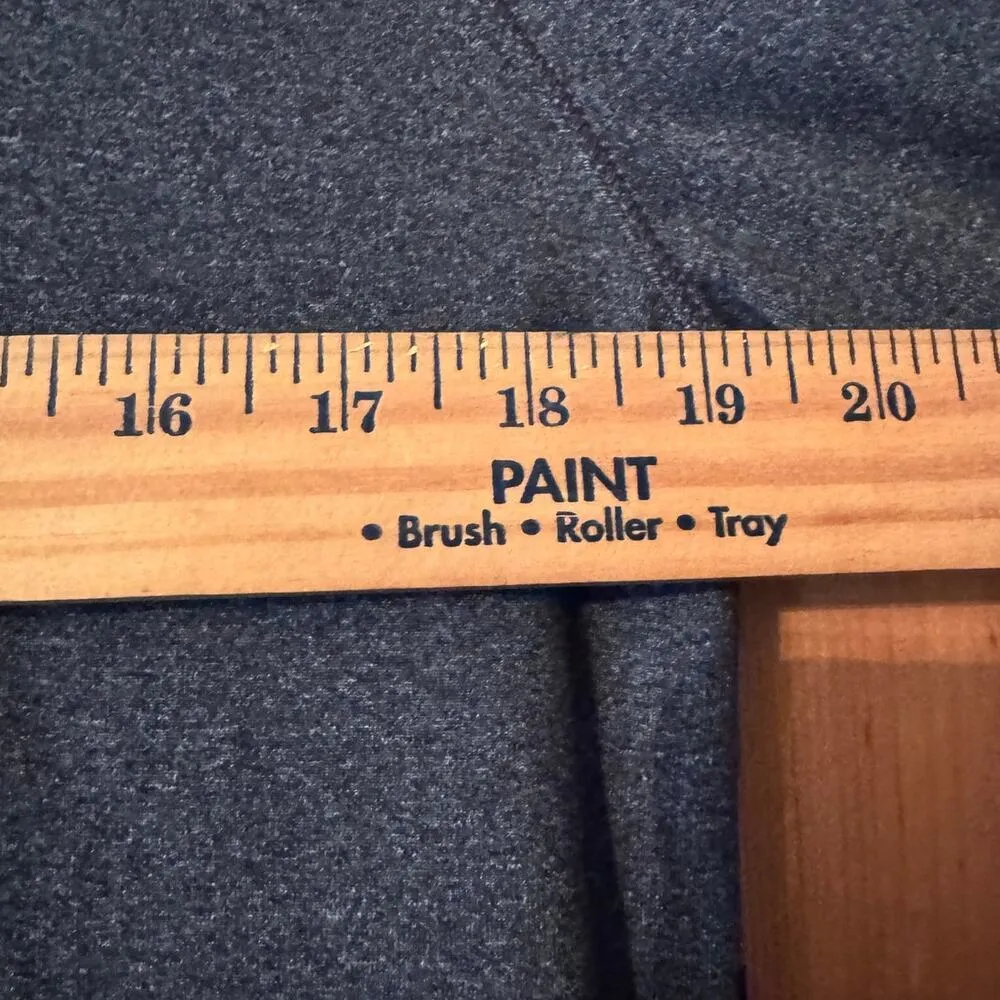 16 17 18 19 20
PAINT
• Brush • Roller • Tray